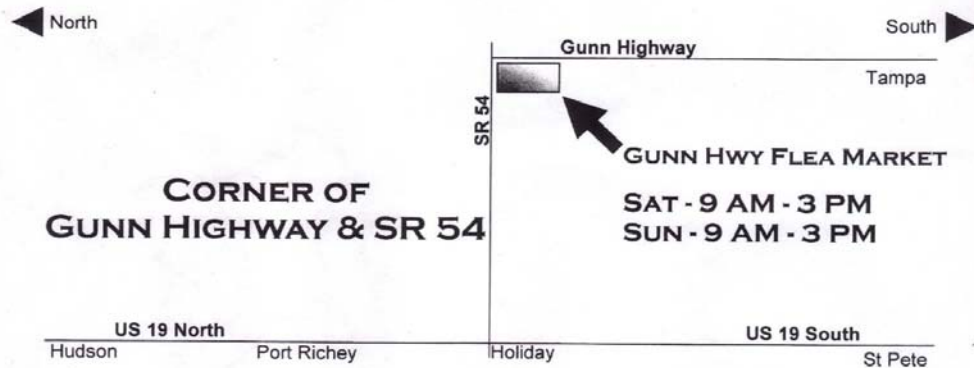 North
South
Gunn Highway
Tampa
SR 54
GUNN HWY FLEA MARKET
CORNER OF
GUNN HIGHWAY & SR 54
SAT - 9 AM - 3 PM
SUN - 9 AM - 3 PM
US 19 North
US 19 South
Hudson
Port Richey
Holiday
St Pete